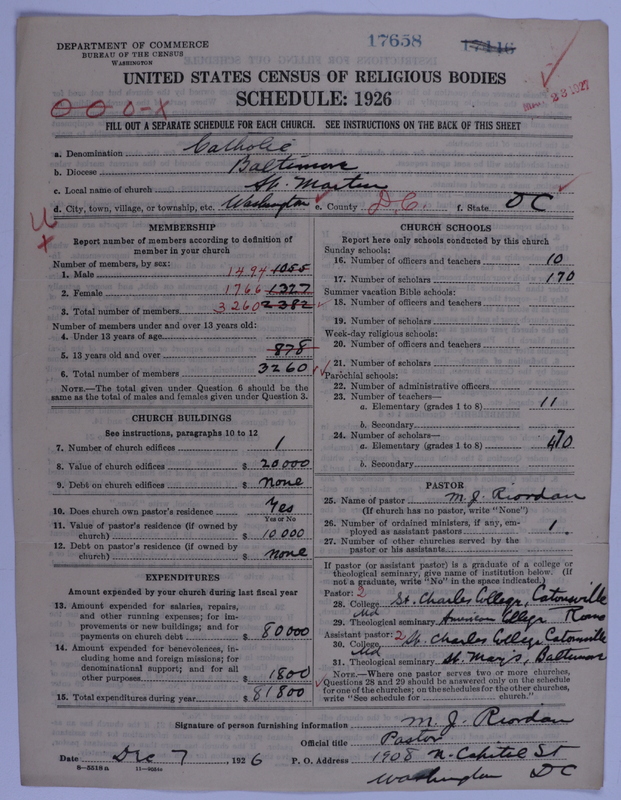 DEPARTMENT OF COMMERCE
BUREAU OF THE CENSUS
WASHINGTON
17658
17116
UNITED STATES CENSUS OF RELIGIOUS BODIES
SCHEDULE: 1926
23 1927
O-O O-X
FILL OUT A SEPARATE SCHEDULE FOR EACH CHURCH. SEE INSTRUCTIONS ON THE BACK OF THIS SHEET
a. Denomination Catholic
b. Diocese Baltimore
c. Local name of church St. Martin
d. City, town, village, or township, etc. Washington e. County D.C. f. State DC
MEMBERSHIP
Report number of members according to definition of
member in your church
Number of members, by sex:
1. Male 1494 1055
2. Female 1766 1327
3. Total number of members 3260 2382
Number of members under and over 13 years old:
4. Under 13 years of age
5. 13 years old and over 878
6. Total number of members 3260
NOTE.—The total given under Question 6 should be
same as the total of males and females given under Question 3.
CHURCH BUILDINGS
See instructions, paragraphs 10 to 12
7. Number of church edifices 1
8. Value of church edifices $ 20000
9. Debt on church edifices $ none
10. Does church own pastor's residence Yes
Yes or No
11. Value of pastor's residence (if owned by
church) $ 10 000
12. Debt on pastor's residence (if owned by
church) $ none
EXPENDITURES
Amount expended by your church during last fiscal year
13. Amount expended for salaries, repairs,
and other running expenses; for im-
provements or new buildings; and for
payments on church debt $ 80000
14. Amount expended for benevolences, in-
cluding home and foreign missions; for
denominational support; and for all
other purposes $ 1800
15. Total expenditures during year $ 81800
CHURCH SCHOOLS
Report here only schools conducted by this church
Sunday schools:
16. Number of officers and teachers 10
17. Number of scholars 170
Summer vacation Bible schools:
18. Number of officers and teachers
19. Number of scholars
Week-day religious schools:
20. Number of officers and teachers
21. Number of scholars
Parochial schools:
22. Number of administrative officers
23. Number of teachers—
a. Elementary (grades 1 to 8) 11
b. Secondary
24. Number of scholars—
a. Elementary (grades 1 to 8) 470
b. Secondary
PASTOR
25. Name of pastor M. J. Riordan
(If church has no pastor, write "None")
26. Number of ordained ministers, if any, em-
ployed as assistant pastors 1.
27. Number of other churches served by the
pastor or his assistants
If pastor (or assistant pastor) is a graduate of a college or
theological seminary, give name of institution below. (If
not a graduate, write "No" in the space indicated.)
Pastor: 2
28. College St. Charles College, Catonsville
Md
29. Theological seminary American College Rome
Assistant pastor: 2
30. College St. Charles College Catonsville
Md
31. Theological seminary St. Mary's, Baltimore
NOTE.—Where one pastor serves two or more churches,
Questions 28 and 29 should be answered only on the schedule
for one of the churches; on the schedules for the other churches,
write "See schedule for church."
Signature of person furnishing information M. J. Riordan
Official title Pastor
Date Dec 7, 1926 P. O. Address 1908 N. Capitol St
Washington DC
8—5518 a